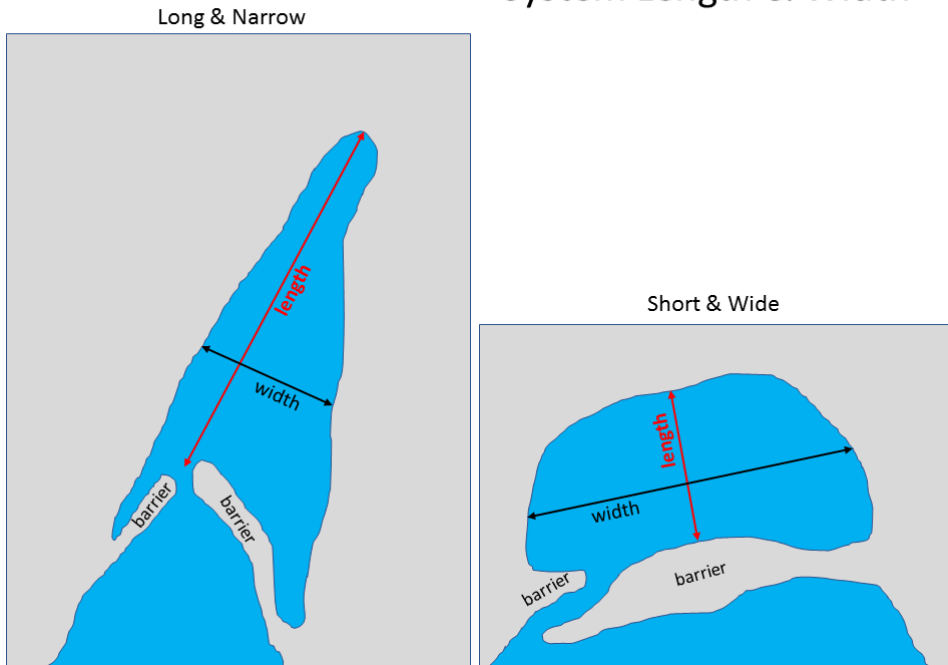 Long & Narrow
length
width
barrier
barrier
Short & Wide
length
width
barrier
barrier